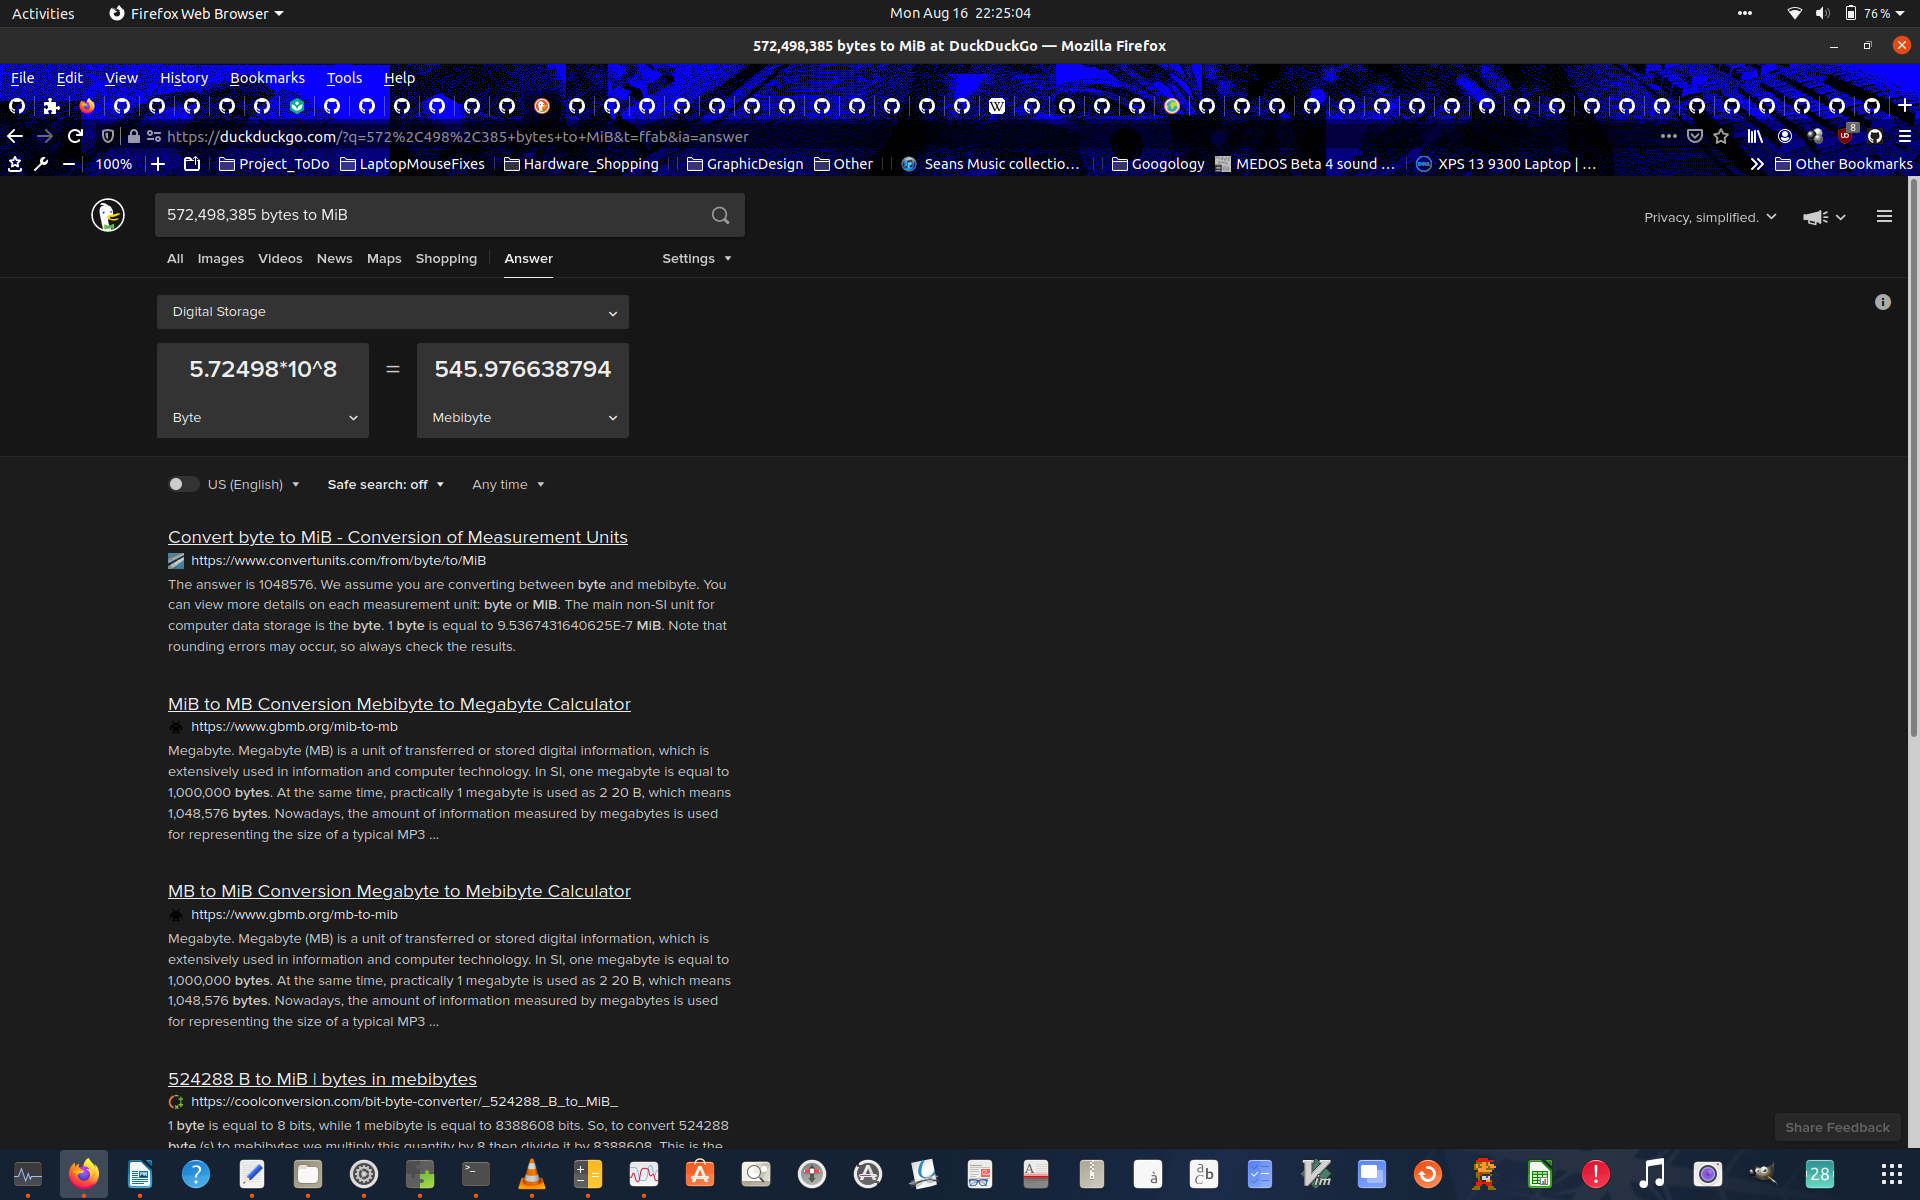 Activities Firefox Web Browser Mon Aug 16 22:25:04 76 %
572,498,385 bytes to MiB at DuckDuckGo — Mozilla Firefox
File Edit View History Bookmarks Tools Help
https://duckduckgo.com/?q=572%2C498%2C385+bytes+to+MiB&t=ffab&ia=answer 8
100% Project_ToDo LaptopMouseFixes Hardware_Shopping GraphicDesign Other Seans Music collectio… Googology MEDOS Beta 4 sound … XPS 13 9300 Laptop | … Other Bookmarks
572,498,385 bytes to MiB
Privacy, simplified.
All Images Videos News Maps Shopping Answer Settings
Digital Storage
5.72498*10^8 = 545.976638794
Byte Mebibyte
US (English) Safe search: off Any time
Convert byte to MiB - Conversion of Measurement Units
https://www.convertunits.com/from/byte/to/MiB
The answer is 1048576. We assume you are converting between byte and mebibyte. You
can view more details on each measurement unit: byte or MiB. The main non-SI unit for
computer data storage is the byte. 1 byte is equal to 9.5367431640625E-7 MiB. Note that
rounding errors may occur, so always check the results.
MiB to MB Conversion Mebibyte to Megabyte Calculator
https://www.gbmb.org/mib-to-mb
Megabyte. Megabyte (MB) is a unit of transferred or stored digital information, which is
extensively used in information and computer technology. In SI, one megabyte is equal to
1,000,000 bytes. At the same time, practically 1 megabyte is used as 2 20 B, which means
1,048,576 bytes. Nowadays, the amount of information measured by megabytes is used
for representing the size of a typical MP3 ...
MB to MiB Conversion Megabyte to Mebibyte Calculator
https://www.gbmb.org/mb-to-mib
Megabyte. Megabyte (MB) is a unit of transferred or stored digital information, which is
extensively used in information and computer technology. In SI, one megabyte is equal to
1,000,000 bytes. At the same time, practically 1 megabyte is used as 2 20 B, which means
1,048,576 bytes. Nowadays, the amount of information measured by megabytes is used
for representing the size of a typical MP3 ...
524288 B to MiB | bytes in mebibytes
https://coolconversion.com/bit-byte-converter/_524288_B_to_MiB_
1 byte is equal to 8 bits, while 1 mebibyte is equal to 8388608 bits. So, to convert 524288
byte (s) to mebibytes we multiply this quantity by 8 then divide it by 8388608. This is the
Share Feedback
28